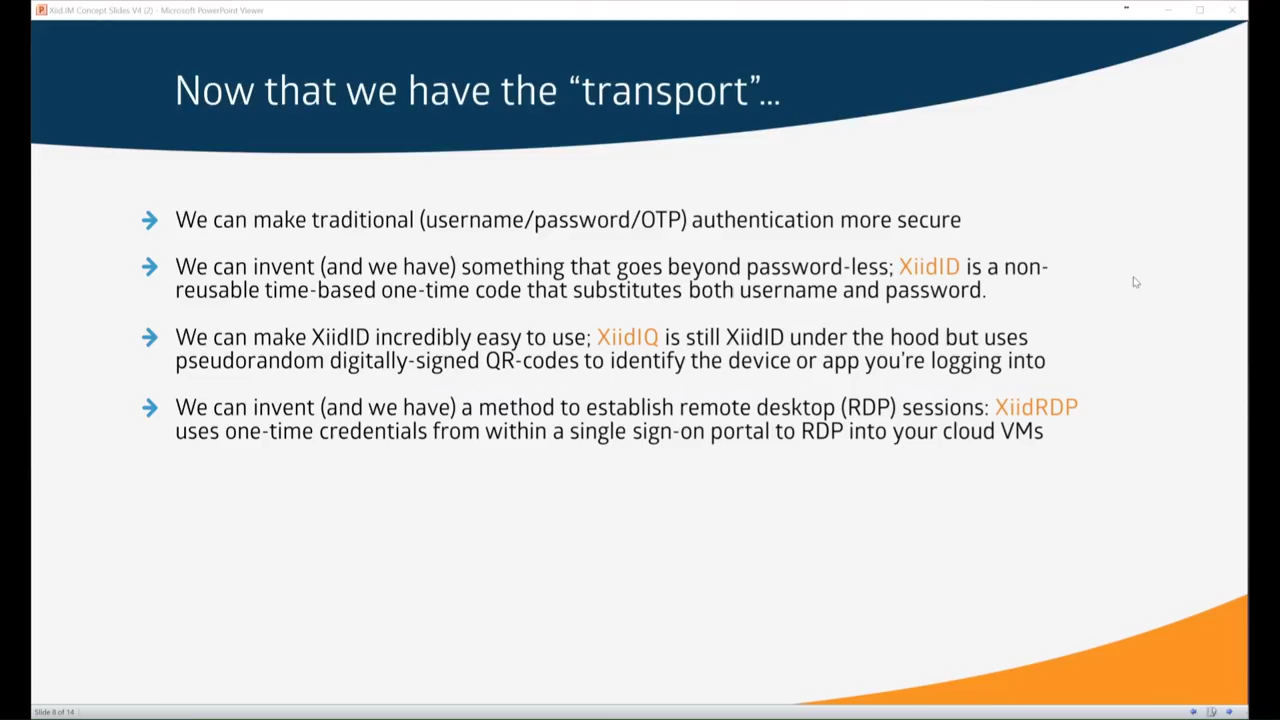 Xiid.IM Concept Slides V4 (2) - Microsoft PowerPoint Viewer
Now that we have the “transport”...
We can make traditional (username/password/OTP) authentication more secure
We can invent (and we have) something that goes beyond password-less; XiidID is a non-
reusable time-based one-time code that substitutes both username and password.
We can make XiidID incredibly easy to use; XiidIQ is still XiidID under the hood but uses
pseudorandom digitally-signed QR-codes to identify the device or app you're logging into
We can invent (and we have) a method to establish remote desktop (RDP) sessions: XiidRDP
uses one-time credentials from within a single sign-on portal to RDP into your cloud VMs
Slide 8 of 14